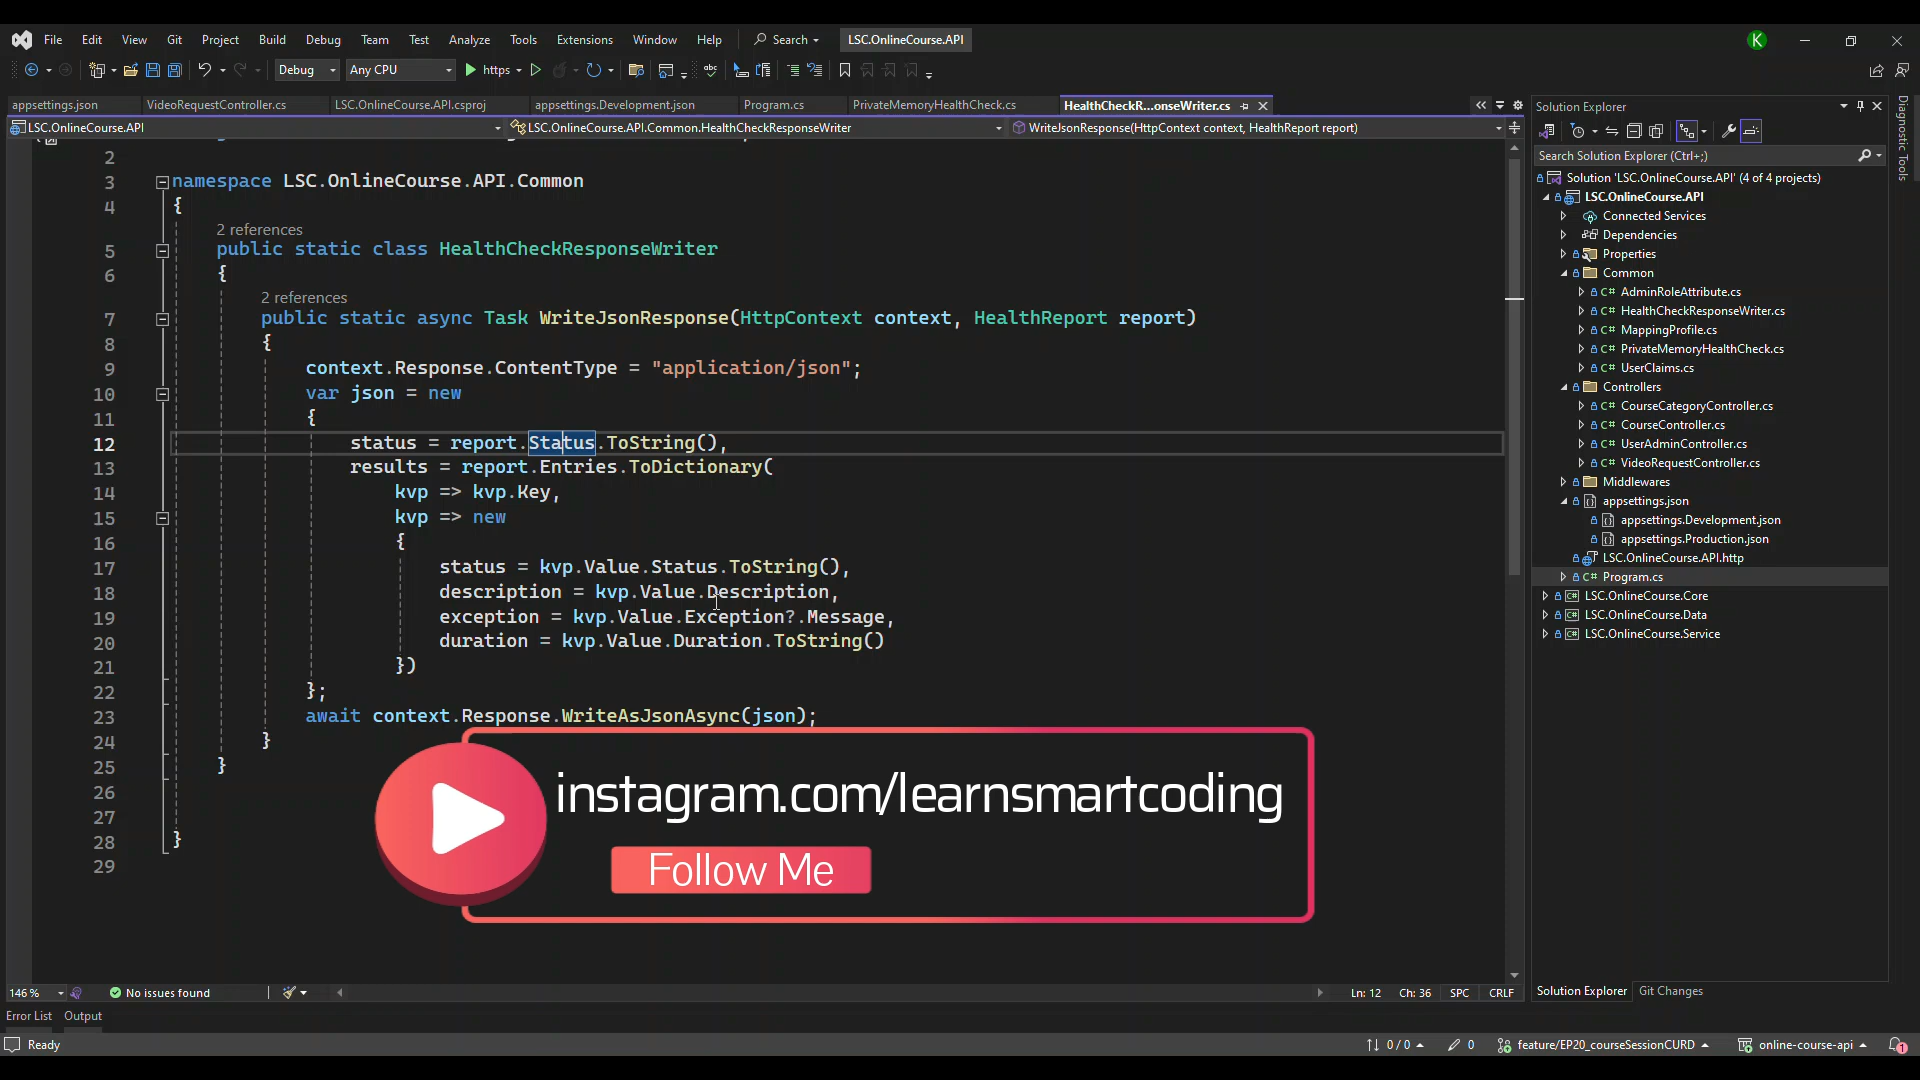 File Edit View Git Project Build Debug Team Test Analyze Tools Extensions Window Help Search LSC.OnlineCourse.API K
Debug Any CPU https
appsettings.json VideoRequestController.cs LSC.OnlineCourse.API.csproj appsettings.Development.json Program.cs PrivateMemoryHealthCheck.cs HealthCheckR...onseWriter.cs
LSC.OnlineCourse.API LSC.OnlineCourse.API.Common.HealthCheckResponseWriter WriteJsonResponse(HttpContext context, HealthReport report)
2
3 namespace LSC.OnlineCourse.API.Common
4 {
2 references
5 public static class HealthCheckResponseWriter
6 {
2 references
7 public static async Task WriteJsonResponse(HttpContext context, HealthReport report)
8 {
9 context.Response.ContentType = "application/json";
10 var json = new
11 {
12 status = report.Status.ToString(),
13 results = report.Entries.ToDictionary(
14 kvp => kvp.Key,
15 kvp => new
16 {
17 status = kvp.Value.Status.ToString(),
18 description = kvp.Value.Description,
19 exception = kvp.Value.Exception?.Message,
20 duration = kvp.Value.Duration.ToString()
21 })
22 };
23 await context.Response.WriteAsJsonAsync(json);
24 }
25 }
26
27
28 }
29
instagram.com/learnsmartcoding
Follow Me
146 % No issues found Ln: 12 Ch: 36 SPC CRLF
Error List Output
Ready 0 / 0 0 feature/EP20_courseSessionCURD online-course-api 1
Solution Explorer
Search Solution Explorer (Ctrl+;)
Solution 'LSC.OnlineCourse.API' (4 of 4 projects)
LSC.OnlineCourse.API
Connected Services
Dependencies
Properties
Common
C# AdminRoleAttribute.cs
C# HealthCheckResponseWriter.cs
C# MappingProfile.cs
C# PrivateMemoryHealthCheck.cs
C# UserClaims.cs
Controllers
C# CourseCategoryController.cs
C# CourseController.cs
C# UserAdminController.cs
C# VideoRequestController.cs
Middlewares
appsettings.json
appsettings.Development.json
appsettings.Production.json
LSC.OnlineCourse.API.http
C# Program.cs
C# LSC.OnlineCourse.Core
C# LSC.OnlineCourse.Data
C# LSC.OnlineCourse.Service
Solution Explorer Git Changes
Diagnostic Tools